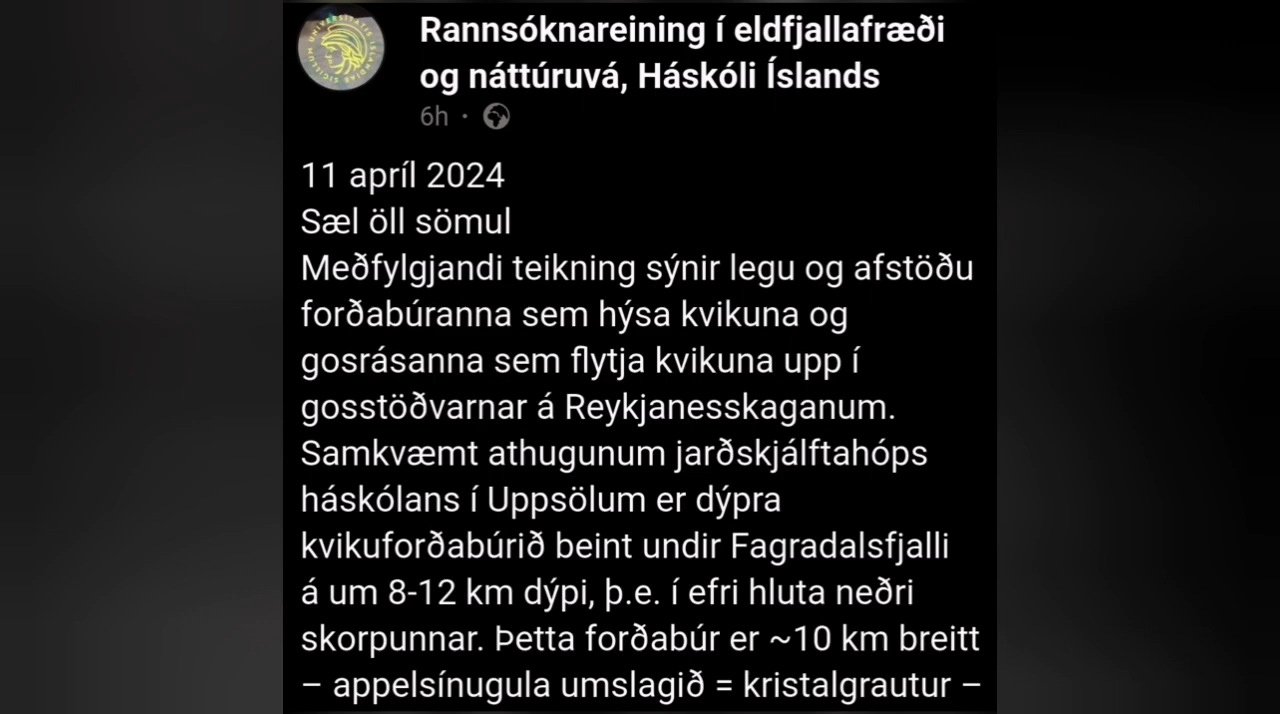 Rannsóknareining í eldfjallafræði
og náttúruvá, Háskóli Íslands
6h ·
11 apríl 2024
Sæl öll sömul
Meðfylgjandi teikning sýnir legu og afstöðu
forðabúranna sem hýsa kvikuna og
gosrásanna sem flytja kvikuna upp í
gosstöðvarnar á Reykjanesskaganum.
Samkvæmt athugunum jarðskjálftahóps
háskólans í Uppsölum er dýpra
kvikuforðabúrið beint undir Fagradalsfjalli
á um 8-12 km dýpi, þ.e. í efri hluta neðri
skorpunnar. Þetta forðabúr er ~10 km breitt
– appelsínugula umslagið = kristalgrautur –